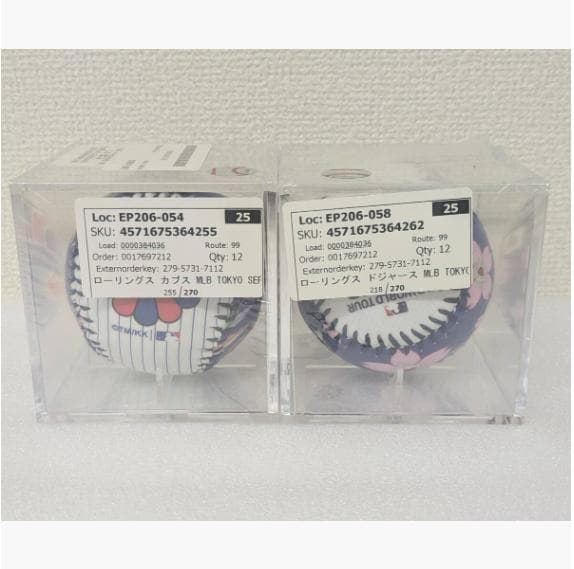 Loc: EP206-054 25
SKU: 4571675364255
Load: 0000384036 Route: 99
Order: 0017697212 Qty: 12
Externorderkey: 279-5731-7112
ローリングス カブス MLB TOKYO SER
255 / 270
©TM/KK
Loc: EP206-058 25
SKU: 4571675364262
Load: 0000384036 Route: 99
Order: 0017697212 Qty: 12
Externorderkey: 279-5731-7112
ローリングス ドジャース MLB TOKYO
218 / 270
WORLD TOUR